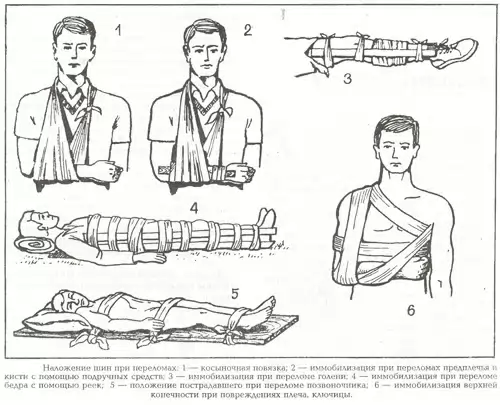 1
2
3
4
5
6
Наложение шин при переломах: 1 — косыночная повязка; 2 — иммобилизация при переломах предплечья и
кисти с помощью подручных средств; 3 — иммобилизация при переломе голени; 4 — иммобилизация при переломе
бедра с помощью реек; 5 — положение пострадавшего при переломе позвоночника; 6 — иммобилизация верхней
конечности при повреждениях плеча, ключицы.